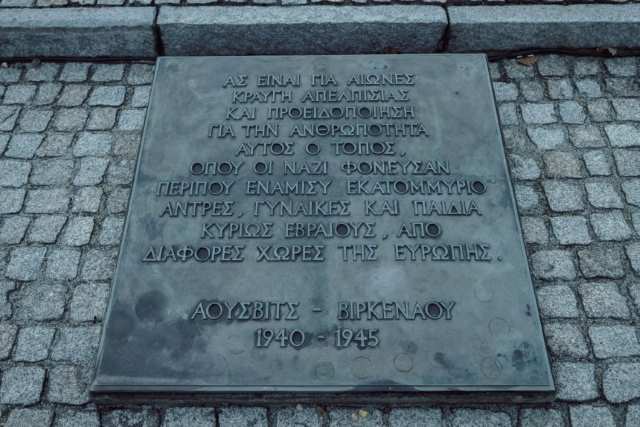 ΑΣ ΕΙΝΑΙ ΓΙΑ ΑΙΩΝΕΣ
ΚΡΑΥΓΗ ΑΠΕΛΠΙΣΙΑΣ
ΚΑΙ ΠΡΟΕΙΔΟΠΟΙΗΣΗ
ΓΙΑ ΤΗΝ ΑΝΘΡΩΠΟΤΗΤΑ
ΑΥΤΟΣ Ο ΤΟΠΟΣ,
ΟΠΟΥ ΟΙ ΝΑΖΙ ΦΟΝΕΥΣΑΝ
ΠΕΡΙΠΟΥ ΕΝΑΜΙΣΥ ΕΚΑΤΟΜΜΥΡΙΟ
ΑΝΤΡΕΣ, ΓΥΝΑΙΚΕΣ ΚΑΙ ΠΑΙΔΙΑ
ΚΥΡΙΩΣ ΕΒΡΑΙΟΥΣ, ΑΠΟ
ΔΙΑΦΟΡΕΣ ΧΩΡΕΣ ΤΗΣ ΕΥΡΩΠΗΣ.
ΑΟΥΣΒΙΤΣ - ΒΙΡΚΕΝΑΟΥ
1940 - 1945